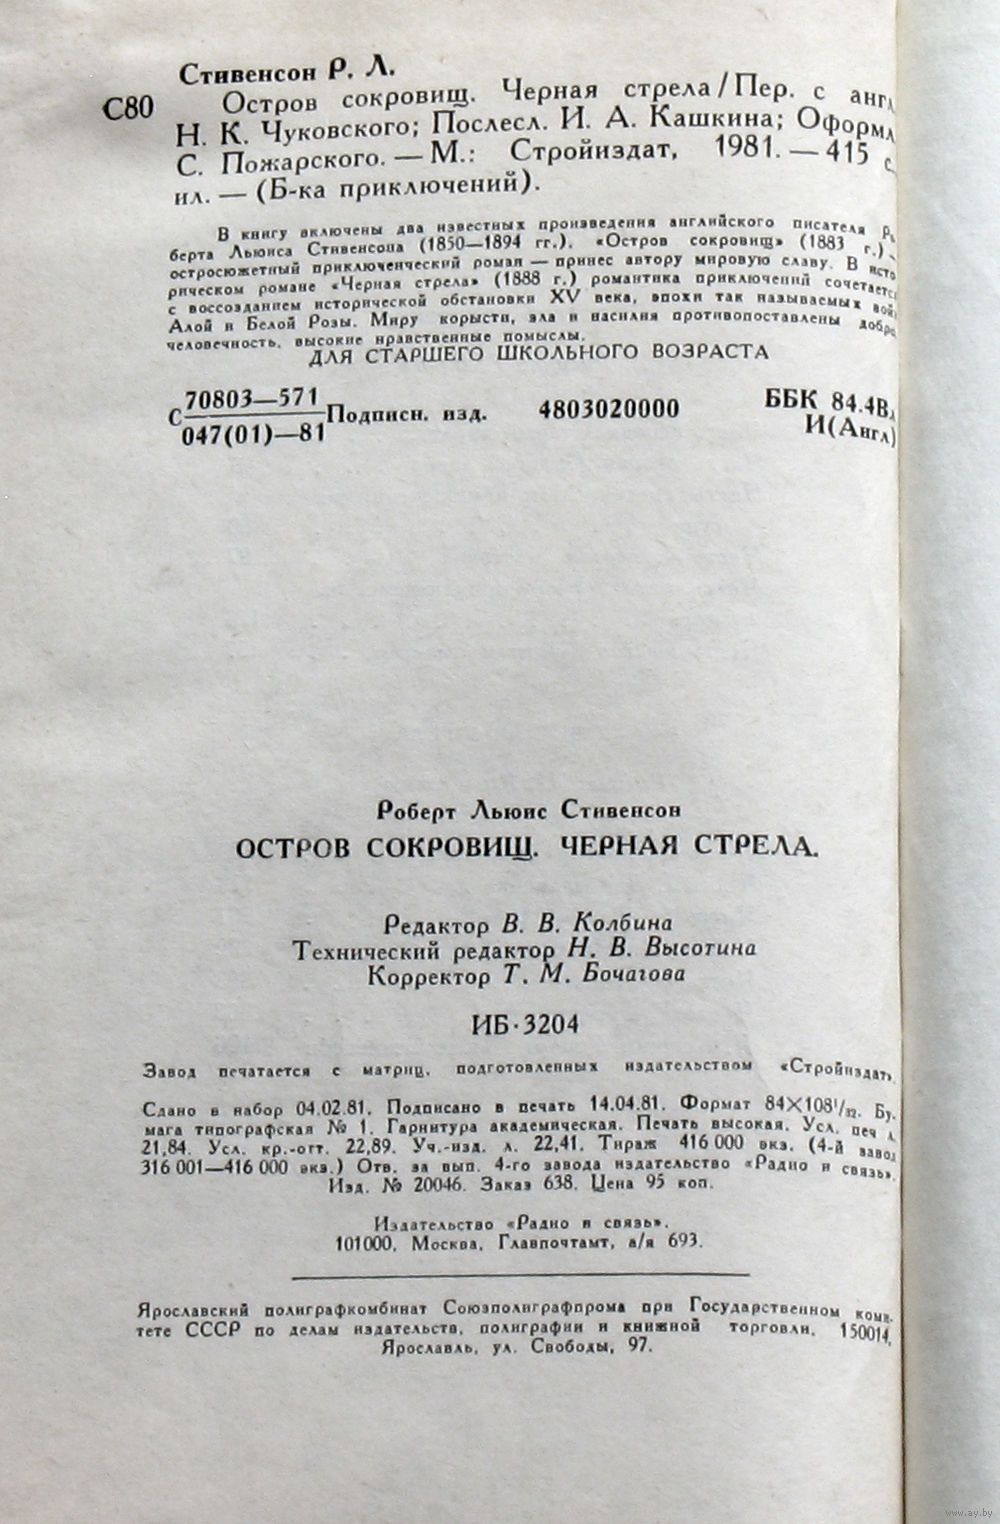 Стивенсон Р. Л.
С80 Остров сокровищ. Черная стрела / Пер. с англ.
Н. К. Чуковского; Послесл. И. А. Кашкина; Оформл.
С. Пожарского. — М.: Стройиздат, 1981. — 415 с.
ил. — (Б-ка приключений).
В книгу включены два известных произведения английского писателя Ро-
берта Льюиса Стивенсона (1850—1894 гг.). «Остров сокровищ» (1883 г.) —
остросюжетный приключенческий роман — принес автору мировую славу. В исто-
рическом романе «Черная стрела» (1888 г.) романтика приключений сочетается
с воссозданием исторической обстановки XV века, эпохи так называемых войн
Алой и Белой Розы. Миру корысти, зла и насилия противопоставлены добро,
человечность, высокие нравственные помыслы.
ДЛЯ СТАРШЕГО ШКОЛЬНОГО ВОЗРАСТА
С 70803—571 / 047(01)—81 Подписн. изд. 4803020000 ББК 84.4Вл
И(Англ)
Роберт Льюис Стивенсон
ОСТРОВ СОКРОВИЩ. ЧЕРНАЯ СТРЕЛА.
Редактор В. В. Колбина
Технический редактор Н. В. Высотина
Корректор Т. М. Бочагова
ИБ·3204
Завод печатается с матриц, подготовленных издательством «Стройиздат».
Сдано в набор 04.02.81. Подписано в печать 14.04.81. Формат 84×108¹/₃₂. Бу-
мага типографская № 1. Гарнитура академическая. Печать высокая. Усл. печ л.
21,84. Усл. кр.-отт. 22,89. Уч.-изд. л. 22,41. Тираж 416 000 экз. (4-й завод
316 001—416 000 экз.) Отв. за вып. 4-го завода издательство «Радио и связь».
Изд. № 20046. Заказ 638. Цена 95 коп.
Издательство «Радио и связь».
101000, Москва, Главпочтамт, а/я 693.
Ярославский полиграфкомбинат Союзполиграфпрома при Государственном коми-
тете СССР по делам издательств, полиграфии и книжной торговли. 150014,
Ярославль, ул. Свободы, 97.
www.ay.by